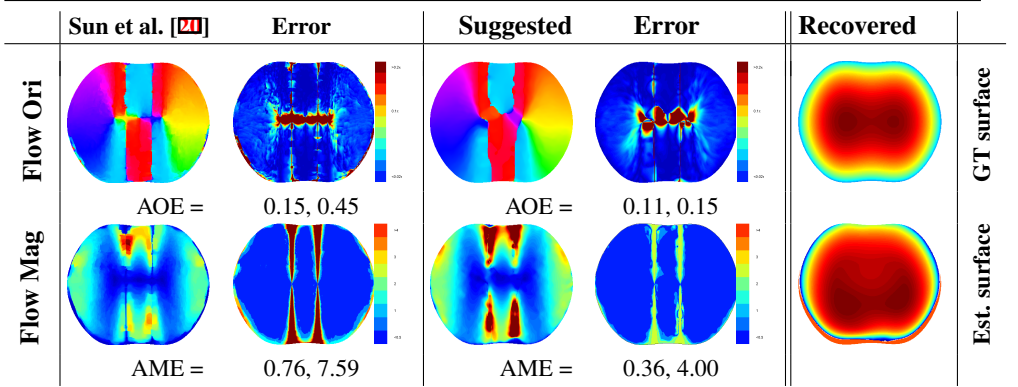 Sun et al. [20] Error Suggested Error Recovered
Flow Ori
GT surface
AOE = 0.15, 0.45 AOE = 0.11, 0.15
Flow Mag
Est. surface
AME = 0.76, 7.59 AME = 0.36, 4.00